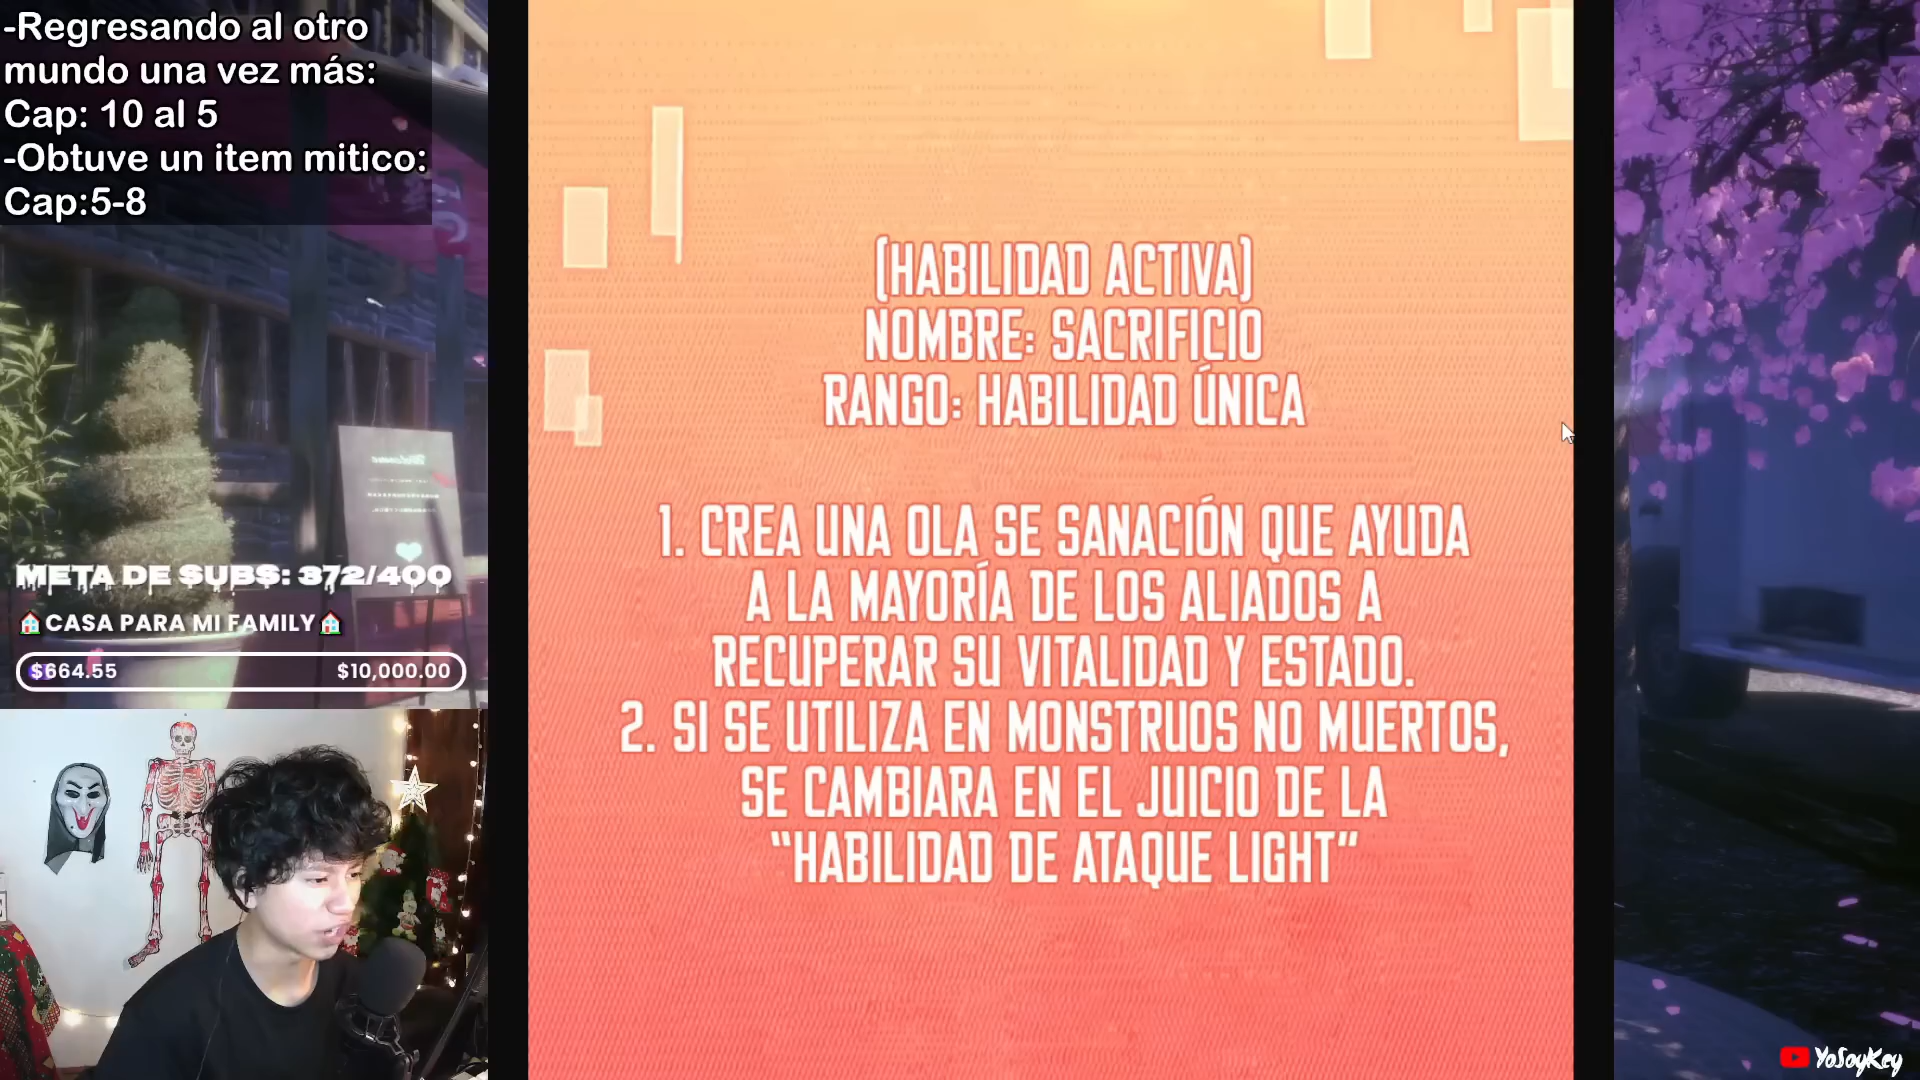 -Regresando al otro
mundo una vez más:
Cap: 10 al 5
-Obtuve un item mitico:
Cap:5-8
META DE SUBS: 372/400
CASA PARA MI FAMILY
$664.55 $10,000.00
(HABILIDAD ACTIVA)
NOMBRE: SACRIFICIO
RANGO: HABILIDAD ÚNICA
1. CREA UNA OLA SE SANACIÓN QUE AYUDA
A LA MAYORÍA DE LOS ALIADOS A
RECUPERAR SU VITALIDAD Y ESTADO.
2. SI SE UTILIZA EN MONSTRUOS NO MUERTOS,
SE CAMBIARA EN EL JUICIO DE LA
“HABILIDAD DE ATAQUE LIGHT”
YoSoyKey